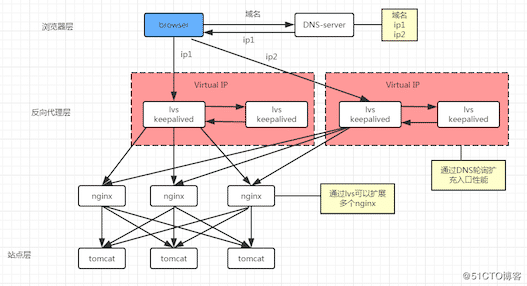 浏览器层
browser
域名
ip1
DNS-server
域名
ip1
ip2
ip1
ip2
Virtual IP
Virtual IP
反向代理层
lvs
keepalived
lvs
keepalived
lvs
keepalived
lvs
keepalived
通过DNS轮询扩
充入口性能
nginx
nginx
nginx
通过lvs可以扩展
多个nginx
站点层
tomcat
tomcat
tomcat
@51CTO博客